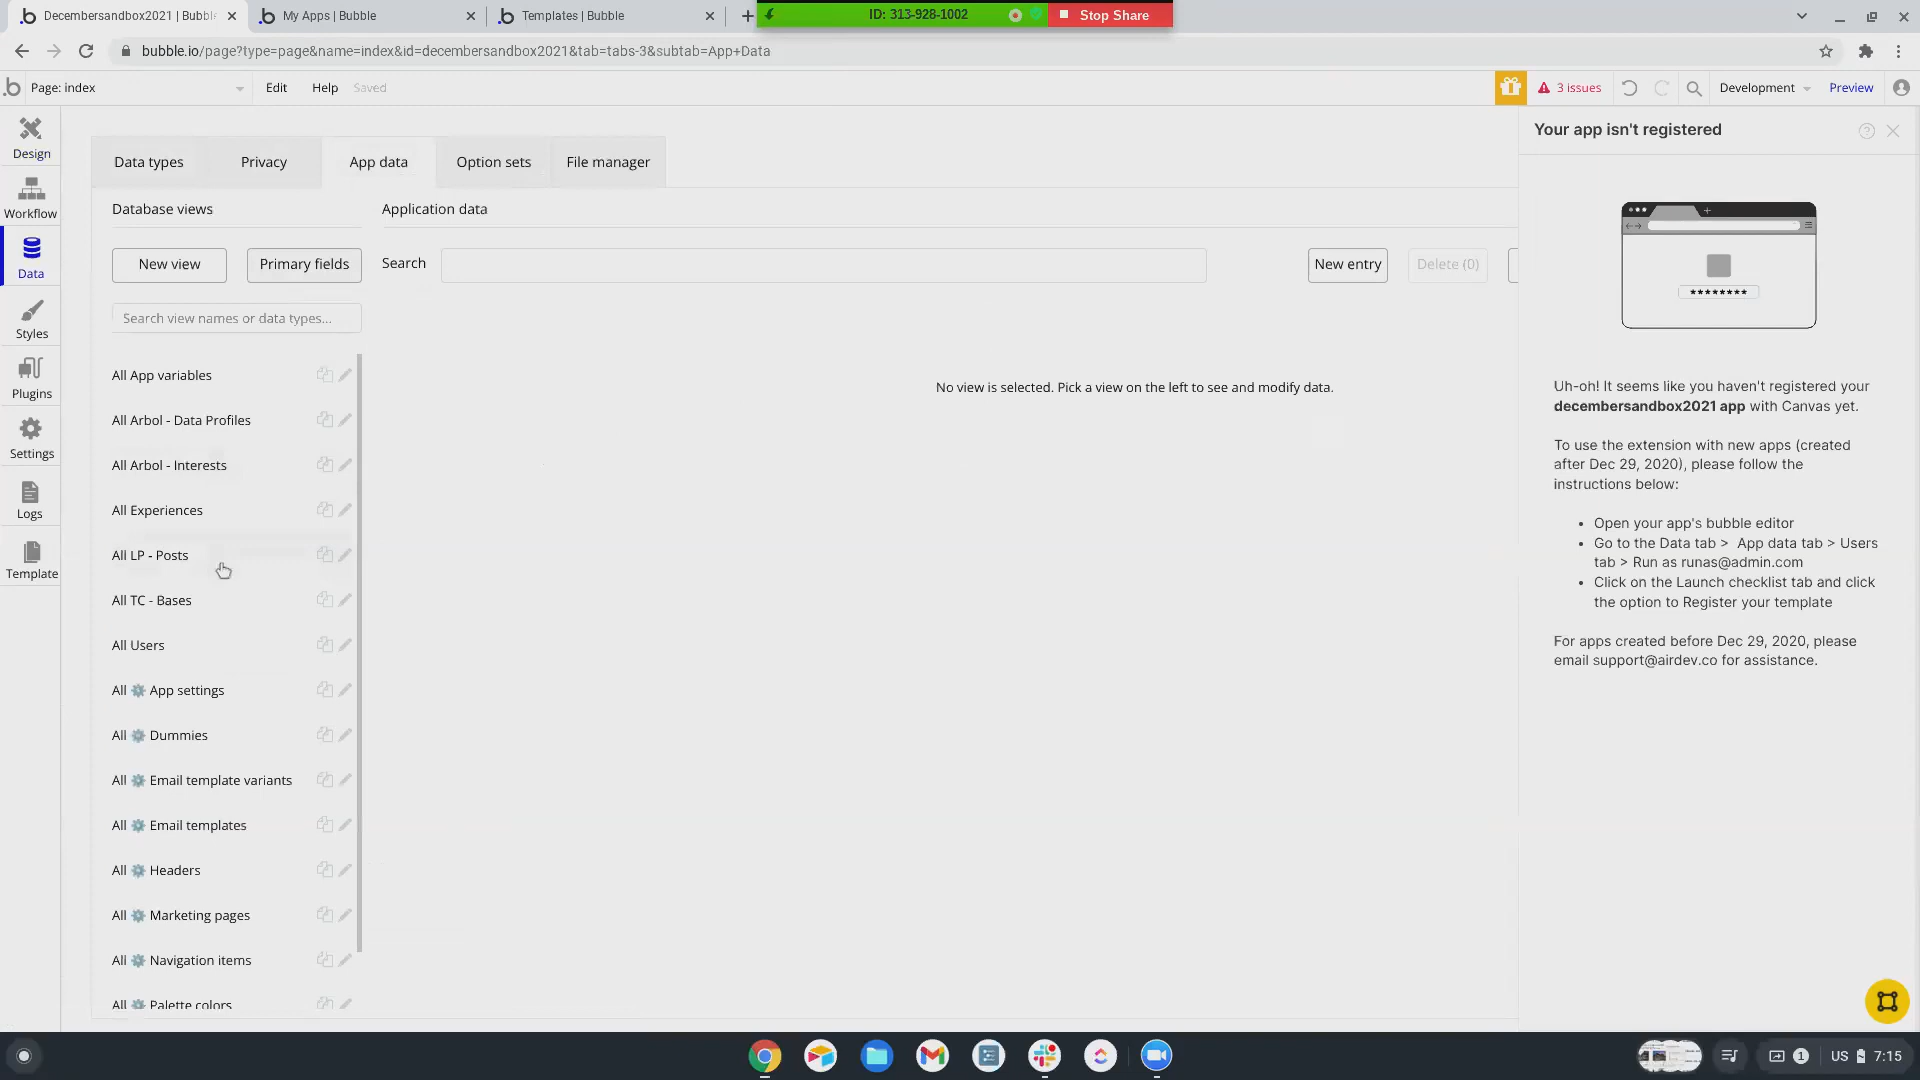 Decembersandbox2021 | Bubble
My Apps | Bubble
Templates | Bubble
ID: 313-928-1002
Stop Share
bubble.io/page?type=page&name=index&id=decembersandbox2021&tab=tabs-3&subtab=App+Data
Page: index
Edit
Help
Saved
3 issues
Development
Preview
Design
Workflow
Data
Styles
Plugins
Settings
Logs
Template
Data types
Privacy
App data
Option sets
File manager
Database views
Application data
New view
Primary fields
Search
New entry
Delete (0)
Search view names or data types...
All App variables
All Arbol - Data Profiles
All Arbol - Interests
All Experiences
All LP - Posts
All TC - Bases
All Users
All ⚙️ App settings
All ⚙️ Dummies
All ⚙️ Email template variants
All ⚙️ Email templates
All ⚙️ Headers
All ⚙️ Marketing pages
All ⚙️ Navigation items
All ⚙️ Palette colors
No view is selected. Pick a view on the left to see and modify data.
Your app isn't registered
********
Uh-oh! It seems like you haven't registered your
decembersandbox2021 app with Canvas yet.
To use the extension with new apps (created
after Dec 29, 2020), please follow the
instructions below:
• Open your app's bubble editor
• Go to the Data tab > App data tab > Users
tab > Run as runas@admin.com
• Click on the Launch checklist tab and click
the option to Register your template
For apps created before Dec 29, 2020, please
email support@airdev.co for assistance.
1
US
7:15